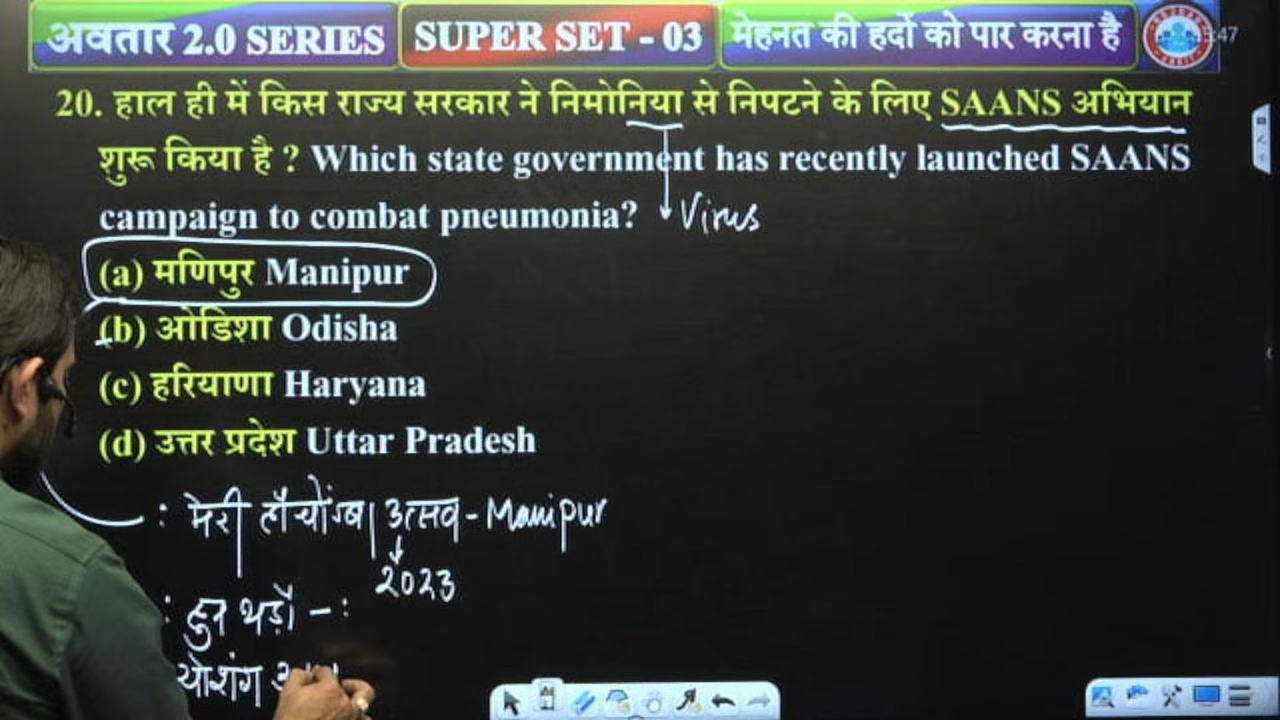 अवतार 2.0 SERIES SUPER SET - 03 मेहनत की हदों को पार करना है
20. हाल ही में किस राज्य सरकार ने निमोनिया से निपटने के लिए SAANS अभियान
शुरू किया है ? Which state government has recently launched SAANS
campaign to combat pneumonia? Virus
(a) मणिपुर Manipur
(b) ओडिशा Odisha
(c) हरियाणा Haryana
(d) उत्तर प्रदेश Uttar Pradesh
: मेरी उत्सव - Manipur
2023
योशंग